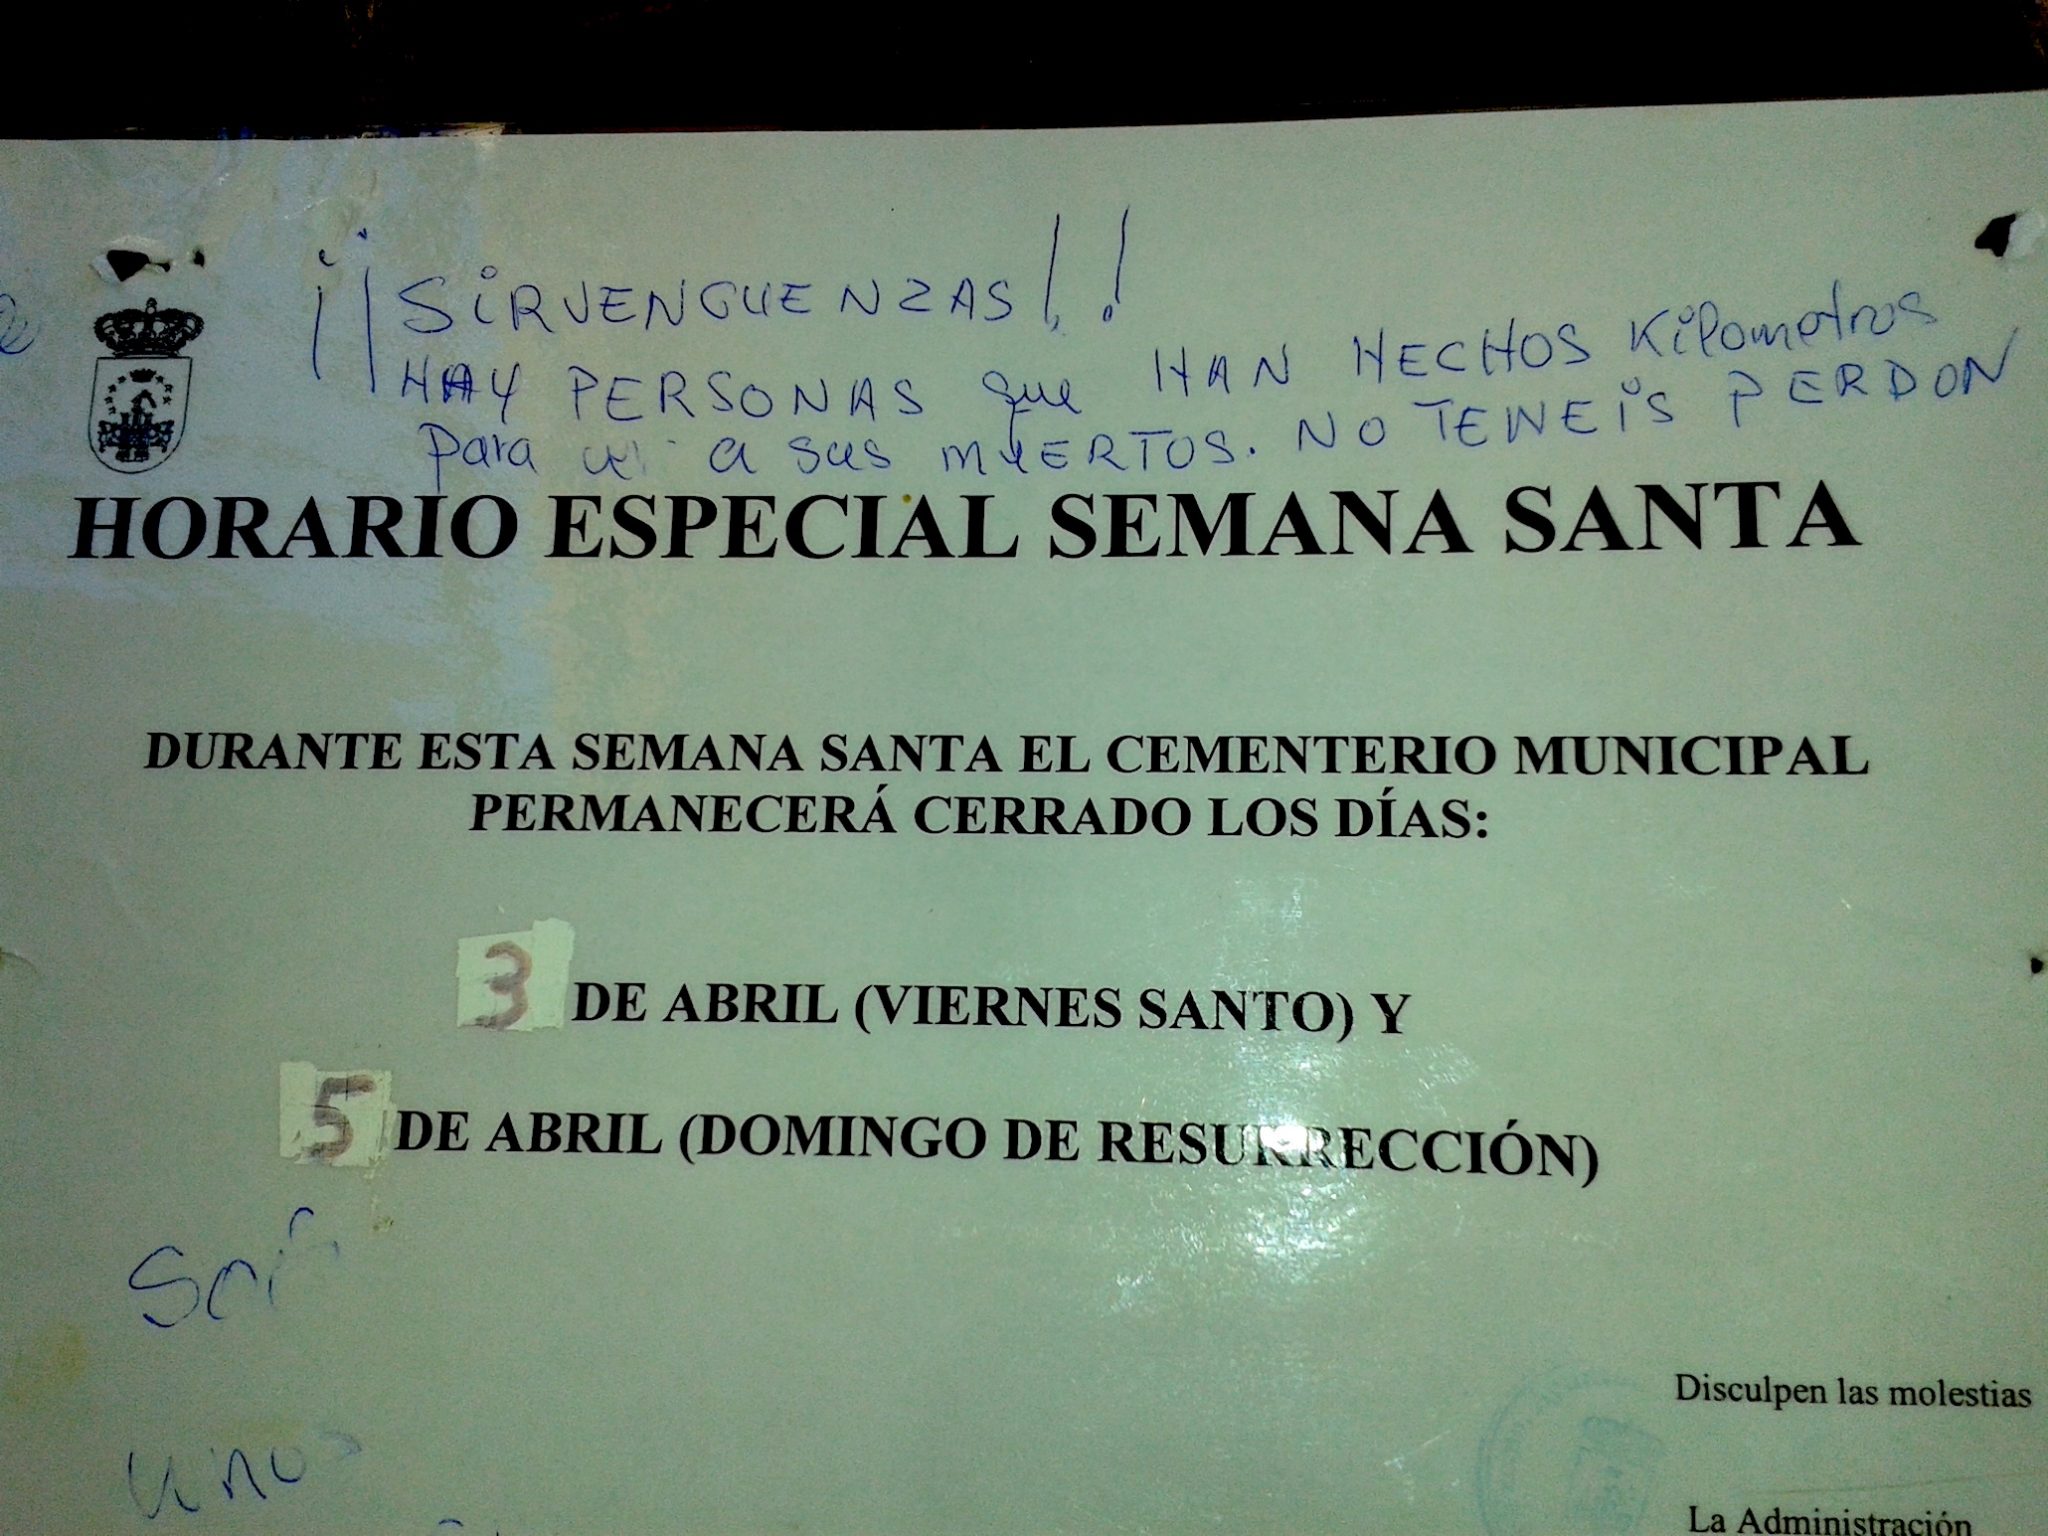 ¡¡SiRVENGUENZAS!!
HAY PERSONAS que HAN HECHOS Kilometros
Para a sus MUERTOS. NO TENEIS PERDON
HORARIO ESPECIAL SEMANA SANTA
DURANTE ESTA SEMANA SANTA EL CEMENTERIO MUNICIPAL
PERMANECERÁ CERRADO LOS DÍAS:
3 DE ABRIL (VIERNES SANTO) Y
5 DE ABRIL (DOMINGO DE RESURRECCIÓN)
Disculpen las molestias
La Administración